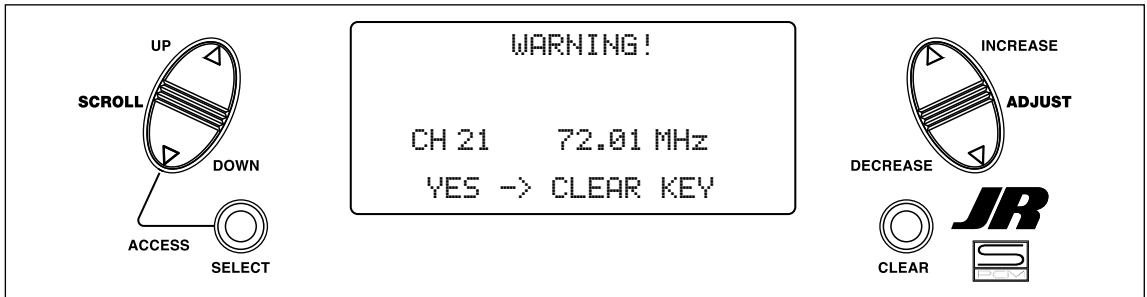 UP
SCROLL
DOWN
ACCESS
SELECT
WARNING!
CH 21 72.01 MHz
YES -> CLEAR KEY
INCREASE
ADJUST
DECREASE
CLEAR
JR
S
PCM